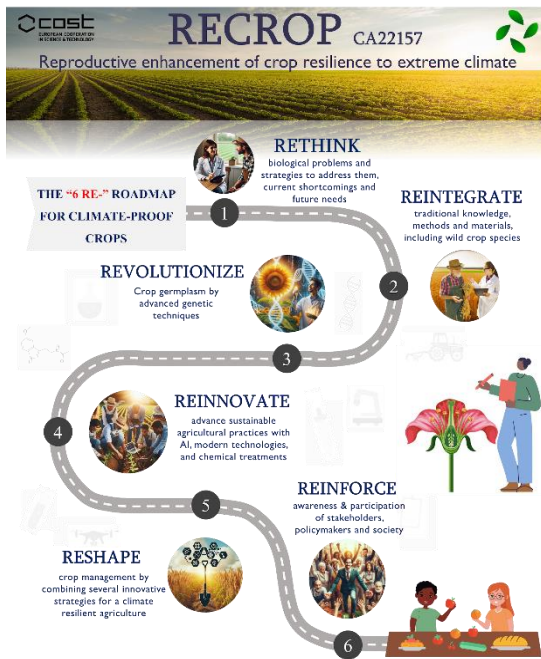 cost
EUROPEAN COOPERATION
IN SCIENCE & TECHNOLOGY
RECROP CA22157
Reproductive enhancement of crop resilience to extreme climate
THE “6 RE-” ROADMAP
FOR CLIMATE-PROOF
CROPS
1
RETHINK
biological problems and
strategies to address them,
current shortcomings and
future needs
2
REINTEGRATE
traditional knowledge,
methods and materials,
including wild crop species
3
REVOLUTIONIZE
Crop germplasm by
advanced genetic
techniques
4
REINNOVATE
advance sustainable
agricultural practices with
AI, modern technologies,
and chemical treatments
5
RESHAPE
crop management by
combining several innovative
strategies for a climate
resilient agriculture
6
REINFORCE
awareness & participation
of stakeholders,
policymakers and society